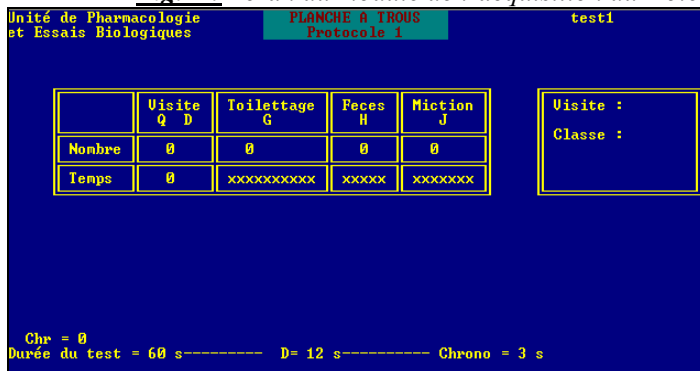 Unité de Pharmacologie
et Essais Biologiques
PLANCHE A TROUS
Protocole 1
test1
Visite Toilettage Feces Miction
Q D G H J
Nombre 0 0 0 0
Temps 0 xxxxxxxxxx xxxxx xxxxxxx
Visite :
Classe :
Chr = 0
Durée du test = 60 s--------- D= 12 s---------- Chrono = 3 s